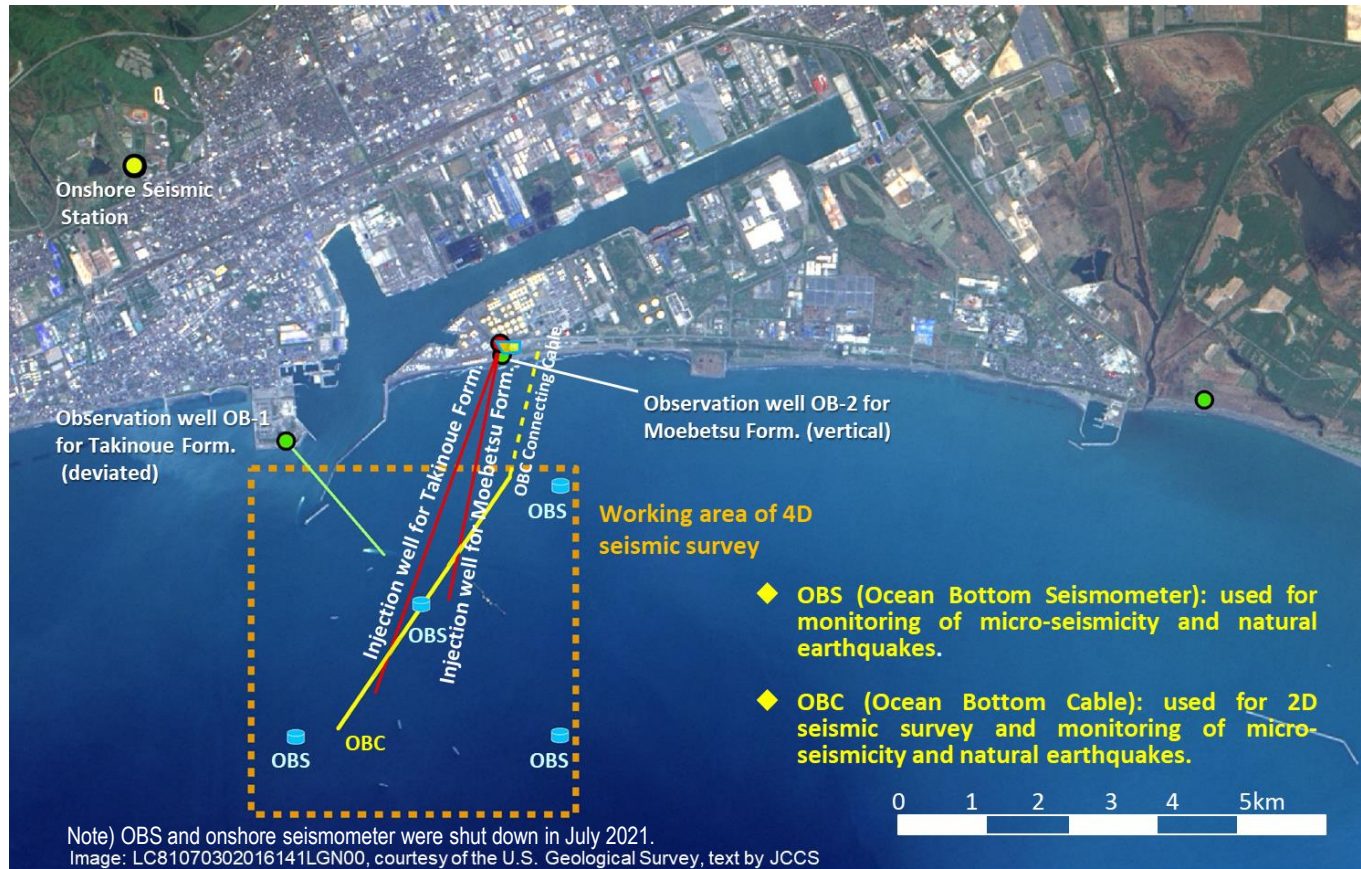 Onshore Seismic
Station
Observation well OB-1
for Takinoue Form.
(deviated)
Injection well for Takinoue Form.
Injection well for Moebetsu Form.
OBC Connecting Cable
Observation well OB-2 for
Moebetsu Form. (vertical)
OBS
Working area of 4D
seismic survey
OBS
OBS
OBC
OBS
◆ OBS (Ocean Bottom Seismometer): used for
monitoring of micro-seismicity and natural
earthquakes.
◆ OBC (Ocean Bottom Cable): used for 2D
seismic survey and monitoring of micro-
seismicity and natural earthquakes.
0 1 2 3 4 5km
Note) OBS and onshore seismometer were shut down in July 2021.
Image: LC81070302016141LGN00, courtesy of the U.S. Geological Survey, text by JCCS